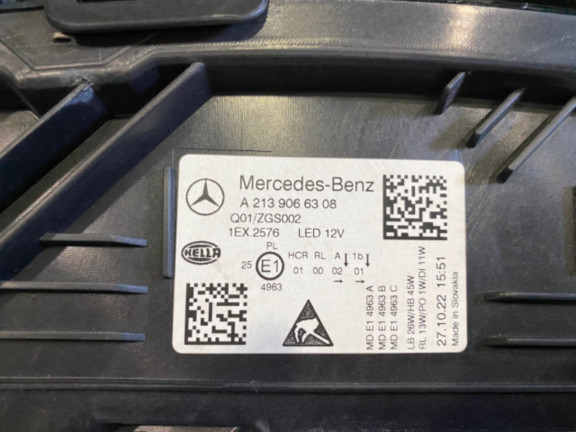 Mercedes-Benz
A 213 906 63 08
Q01/ZGS002
1EX 2576 LED 12V
HELLA
PL
25 E1 HCR RL A 1b
01 00 02 01
4963
MD E1 4963 A
MD E1 4963 B
MD E1 4963 C
LB 26W/HB 45W
RL 13W/PO 1W/DI 11W
27.10.22 15:51
Made in Slovakia